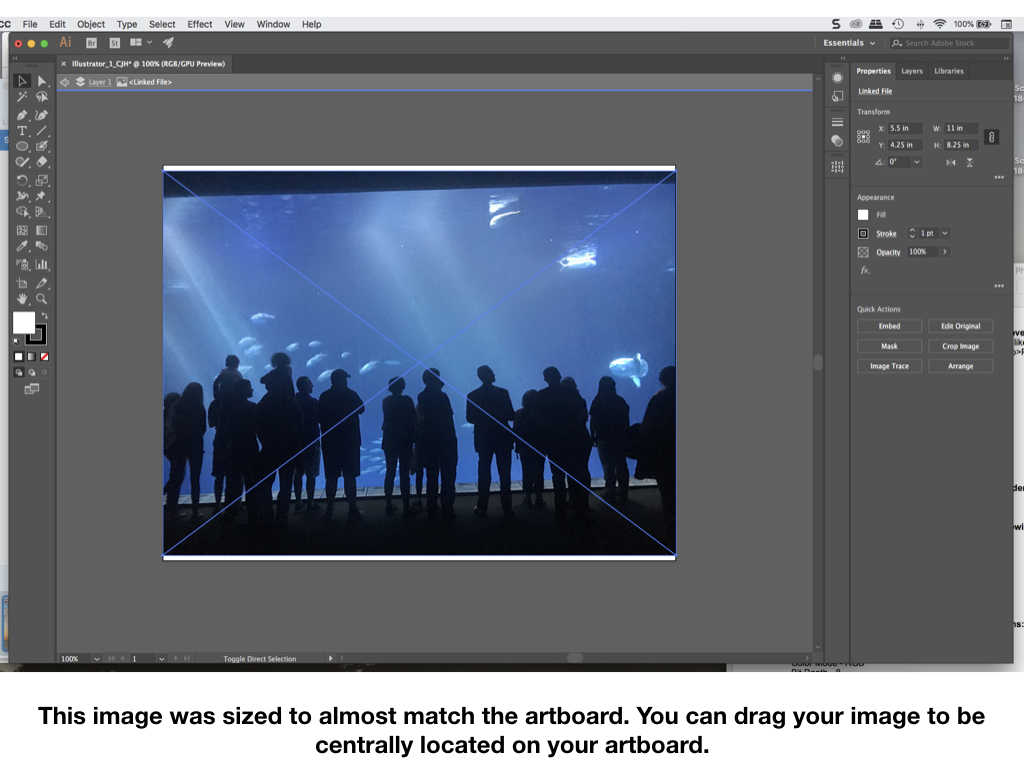 CC File Edit Object Type Select Effect View Window Help 100%
Ai Br St Essentials Search Adobe Stock
× Illustrator_1_CJH* @ 100% (RGB/GPU Preview)
Layer 1 <Linked File>
Properties Layers Libraries
Linked File
Transform
X: 5.5 in W: 11 in
Y: 4.25 in H: 8.25 in
0°
Appearance
Fill
Stroke 1 pt
Opacity 100%
fx.
Quick Actions
Embed Edit Original
Mask Crop Image
Image Trace Arrange
100% 1 Toggle Direct Selection
This image was sized to almost match the artboard. You can drag your image to be
centrally located on your artboard.